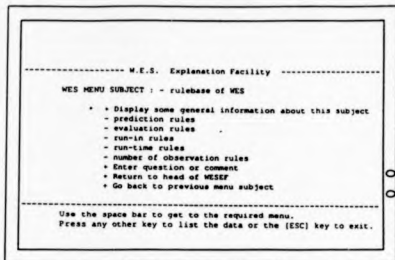 ---------------- W.E.S. Explanation Facility ----------------
WES MENU SUBJECT : - rulebase of WES
* + Display some general information about this subject
- prediction rules
- evaluation rules
- run-in rules
- run-time rules
- number of observation rules
+ Enter question or comment
+ Return to head of WESEF
+ Go back to previous menu subject
Use the space bar to get to the required menu.
Press any other key to list the data or the [ESC] key to exit.